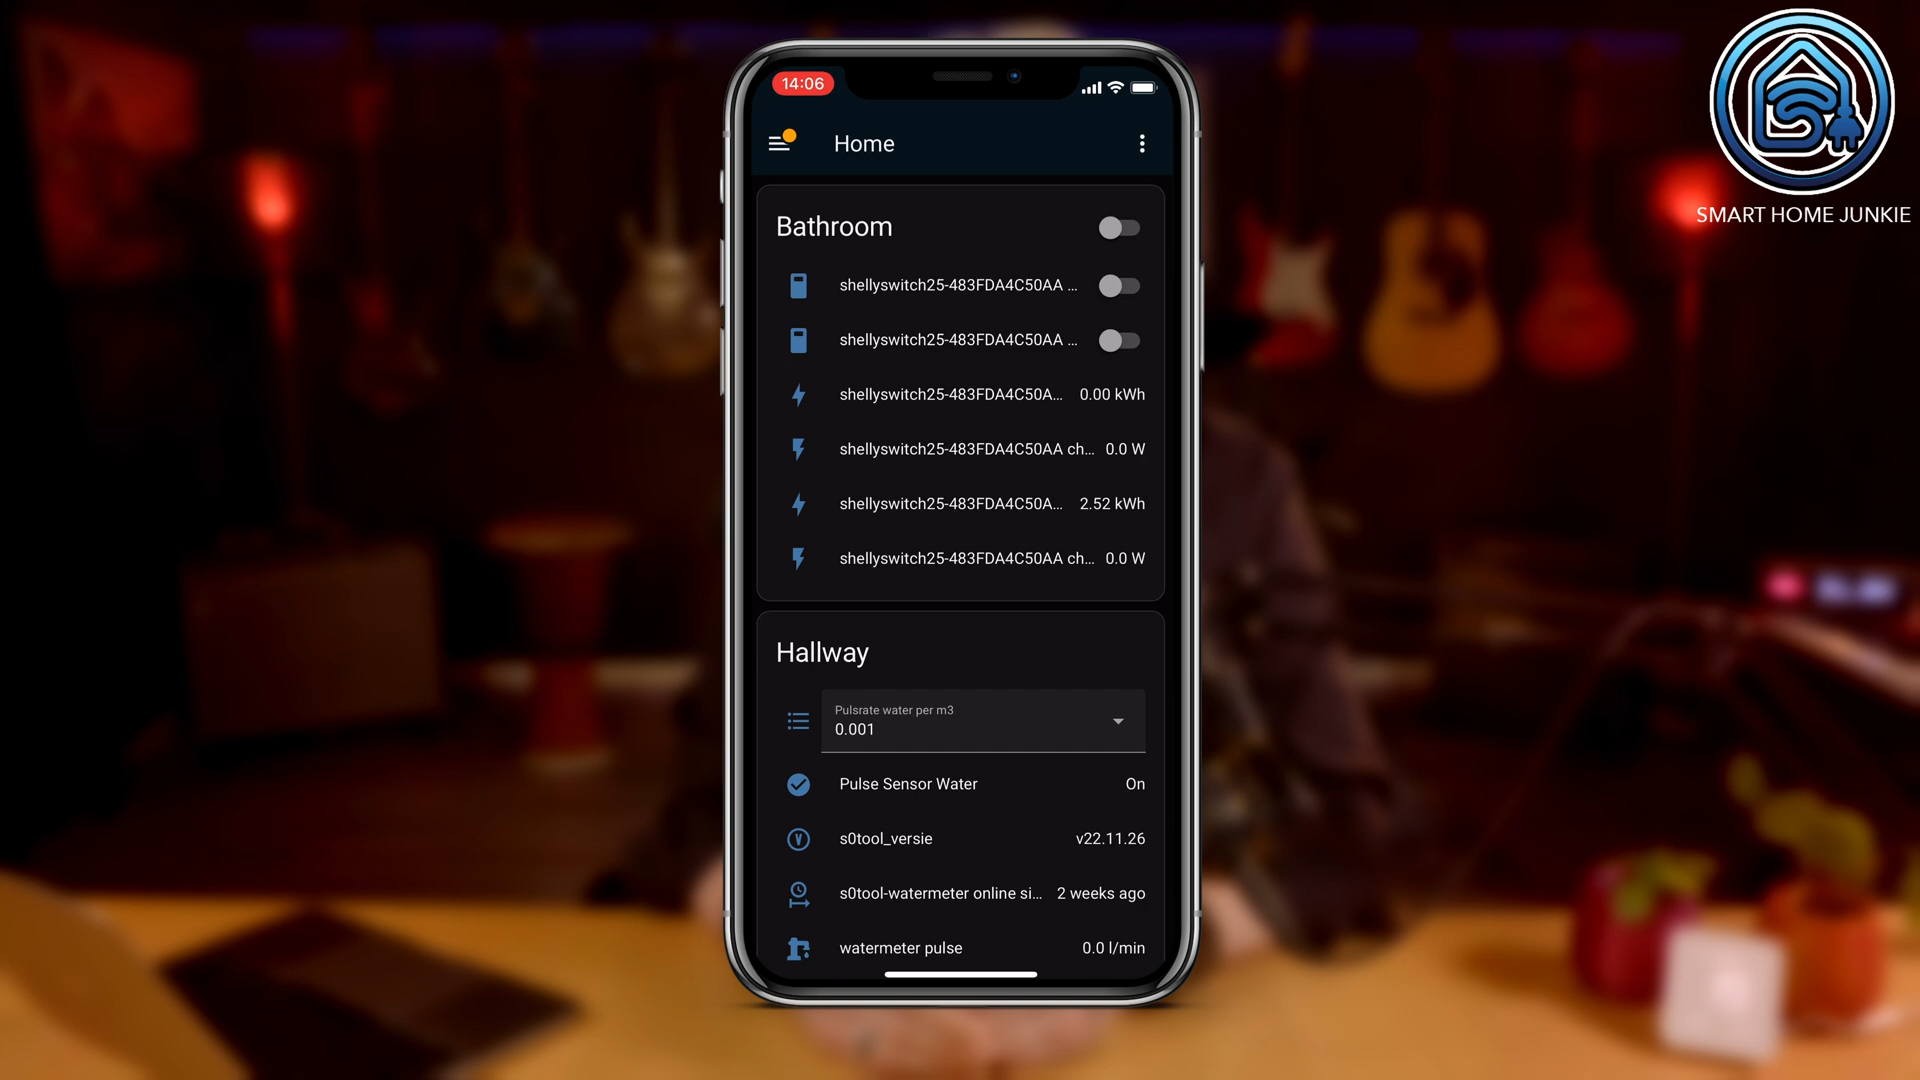 14:06
SMART HOME JUNKIE
Home
Bathroom
shellyswitch25-483FDA4C50AA ...
shellyswitch25-483FDA4C50AA ...
shellyswitch25-483FDA4C50A... 0.00 kWh
shellyswitch25-483FDA4C50AA ch... 0.0 W
shellyswitch25-483FDA4C50A... 2.52 kWh
shellyswitch25-483FDA4C50AA ch... 0.0 W
Hallway
Pulsrate water per m3
0.001
Pulse Sensor Water On
s0tool_versie v22.11.26
s0tool-watermeter online si... 2 weeks ago
watermeter pulse 0.0 l/min